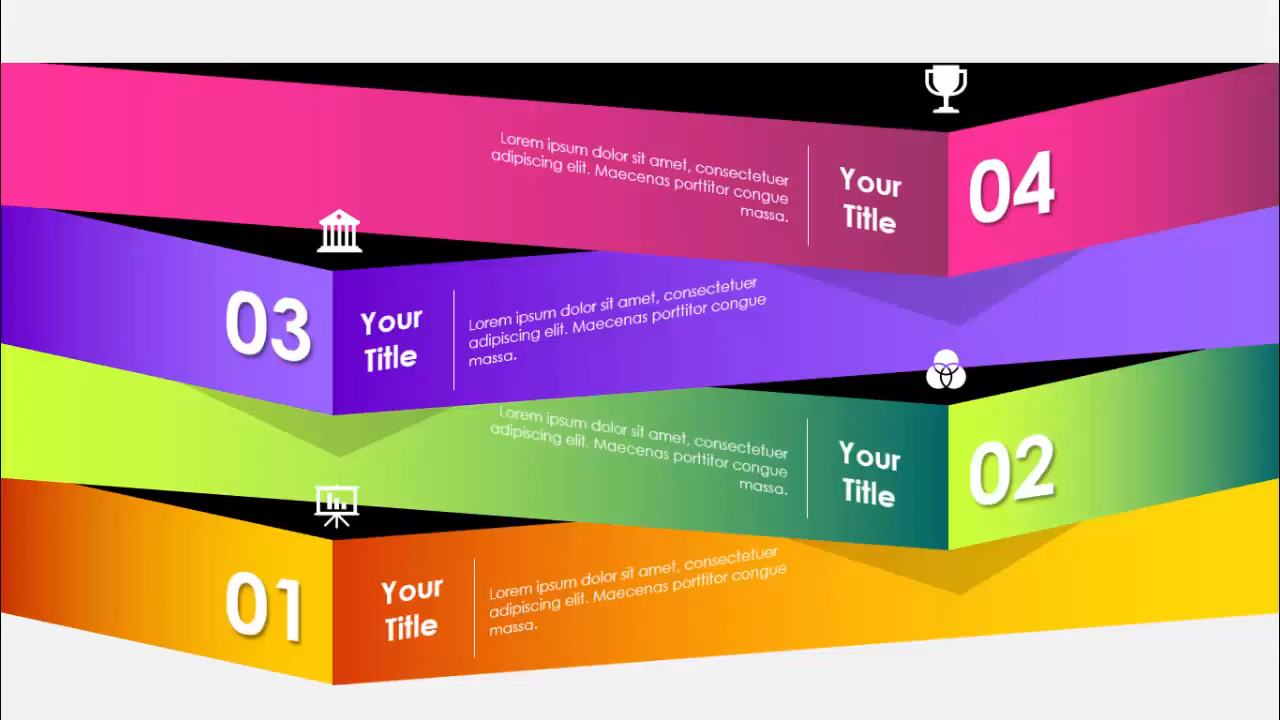 Lorem ipsum dolor sit amet, consectetuer
adipiscing elit. Maecenas porttitor congue
massa.
Your
Title
04
03
Your
Title
Lorem ipsum dolor sit amet, consectetuer
adipiscing elit. Maecenas porttitor congue
massa.
Lorem ipsum dolor sit amet, consectetuer
adipiscing elit. Maecenas porttitor congue
massa.
Your
Title
02
01
Your
Title
Lorem ipsum dolor sit amet, consectetuer
adipiscing elit. Maecenas porttitor congue
massa.